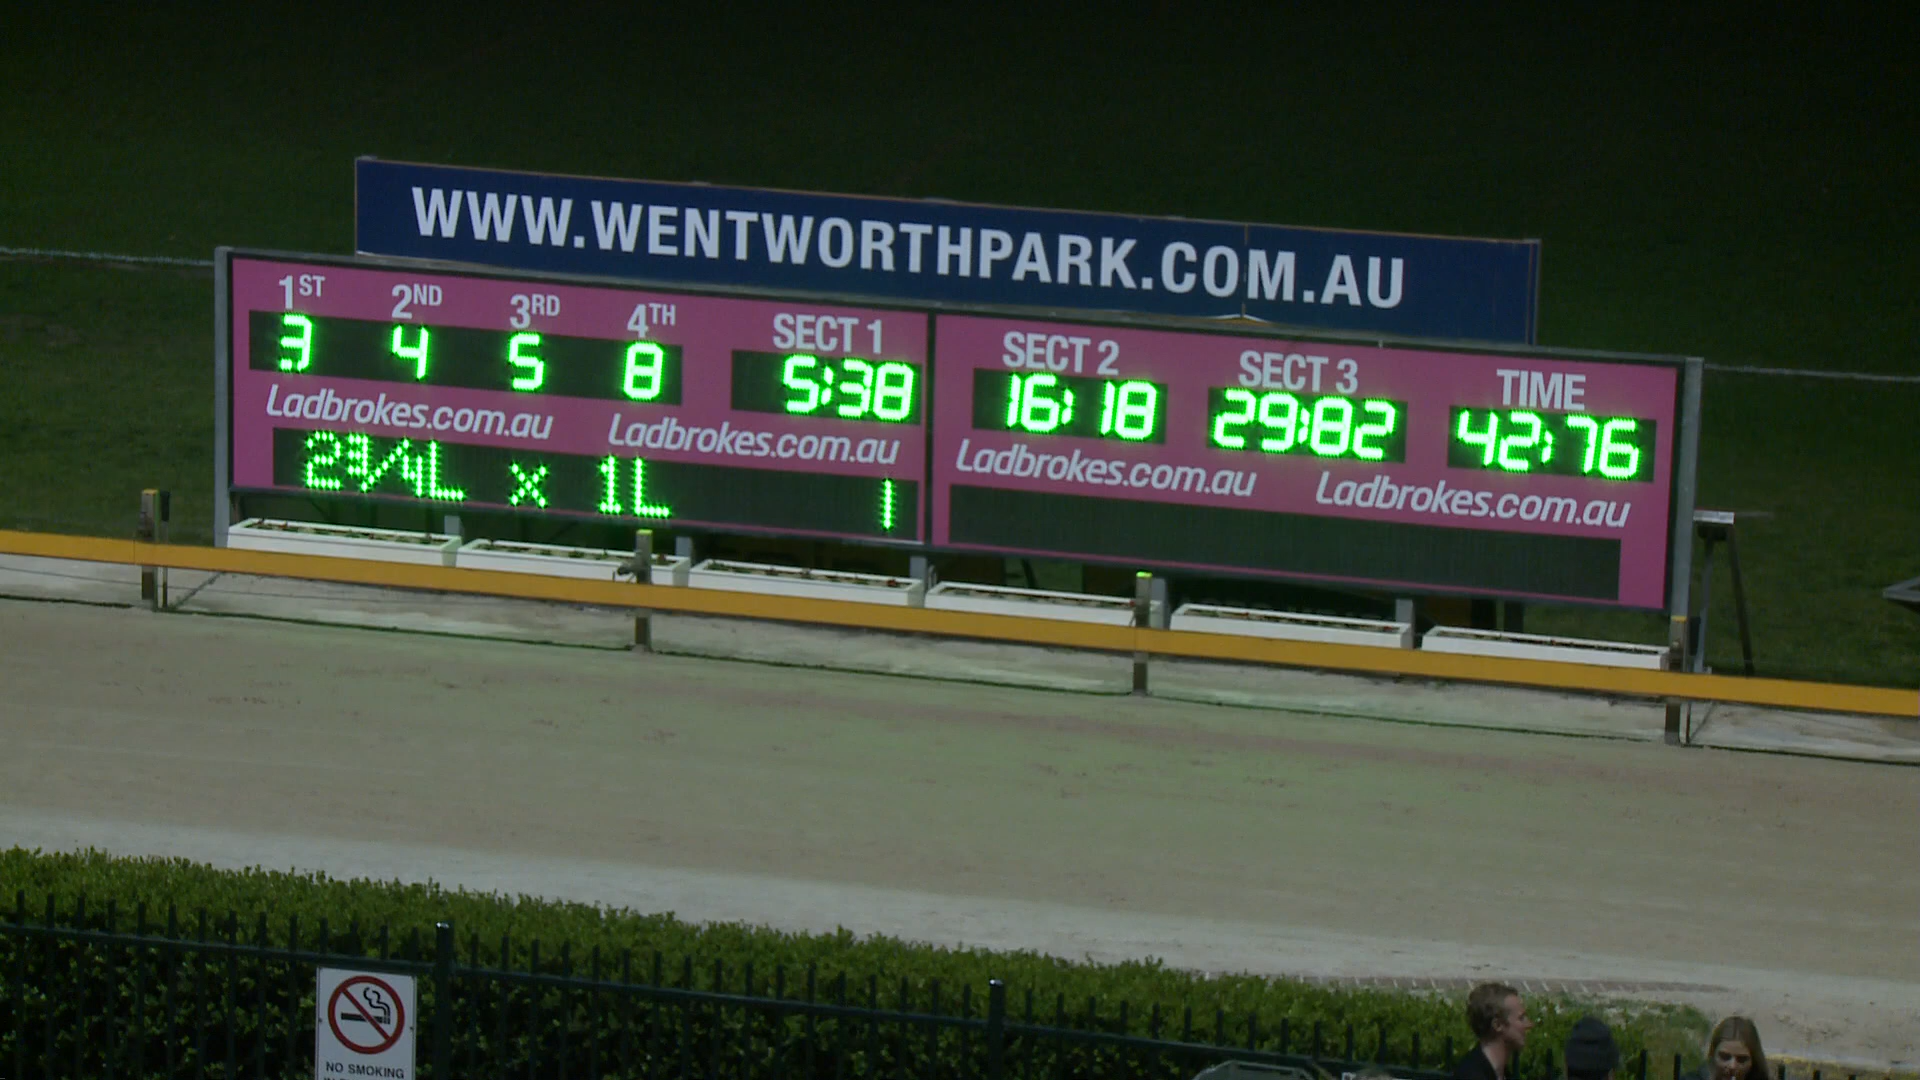 WWW.WENTWORTHPARK.COM.AU
1ST 2ND 3RD 4TH SECT 1 SECT 2 SECT 3 TIME
3 4 5 8 5:38 16:18 29:82 42:76
Ladbrokes.com.au Ladbrokes.com.au Ladbrokes.com.au Ladbrokes.com.au
2¾L x 1L 1
NO SMOKING